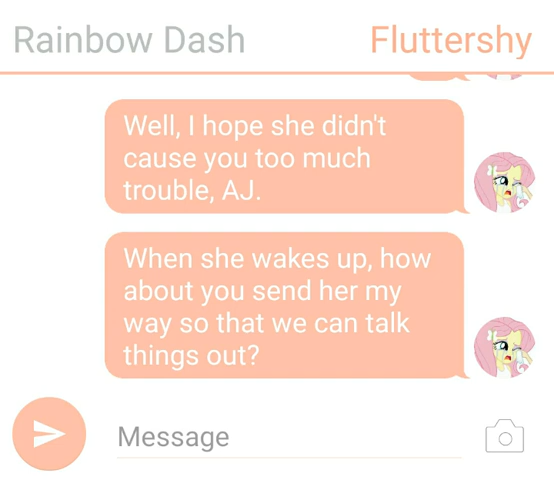 Rainbow Dash Fluttershy
Well, I hope she didn't
cause you too much
trouble, AJ.
When she wakes up, how
about you send her my
way so that we can talk
things out?
Message